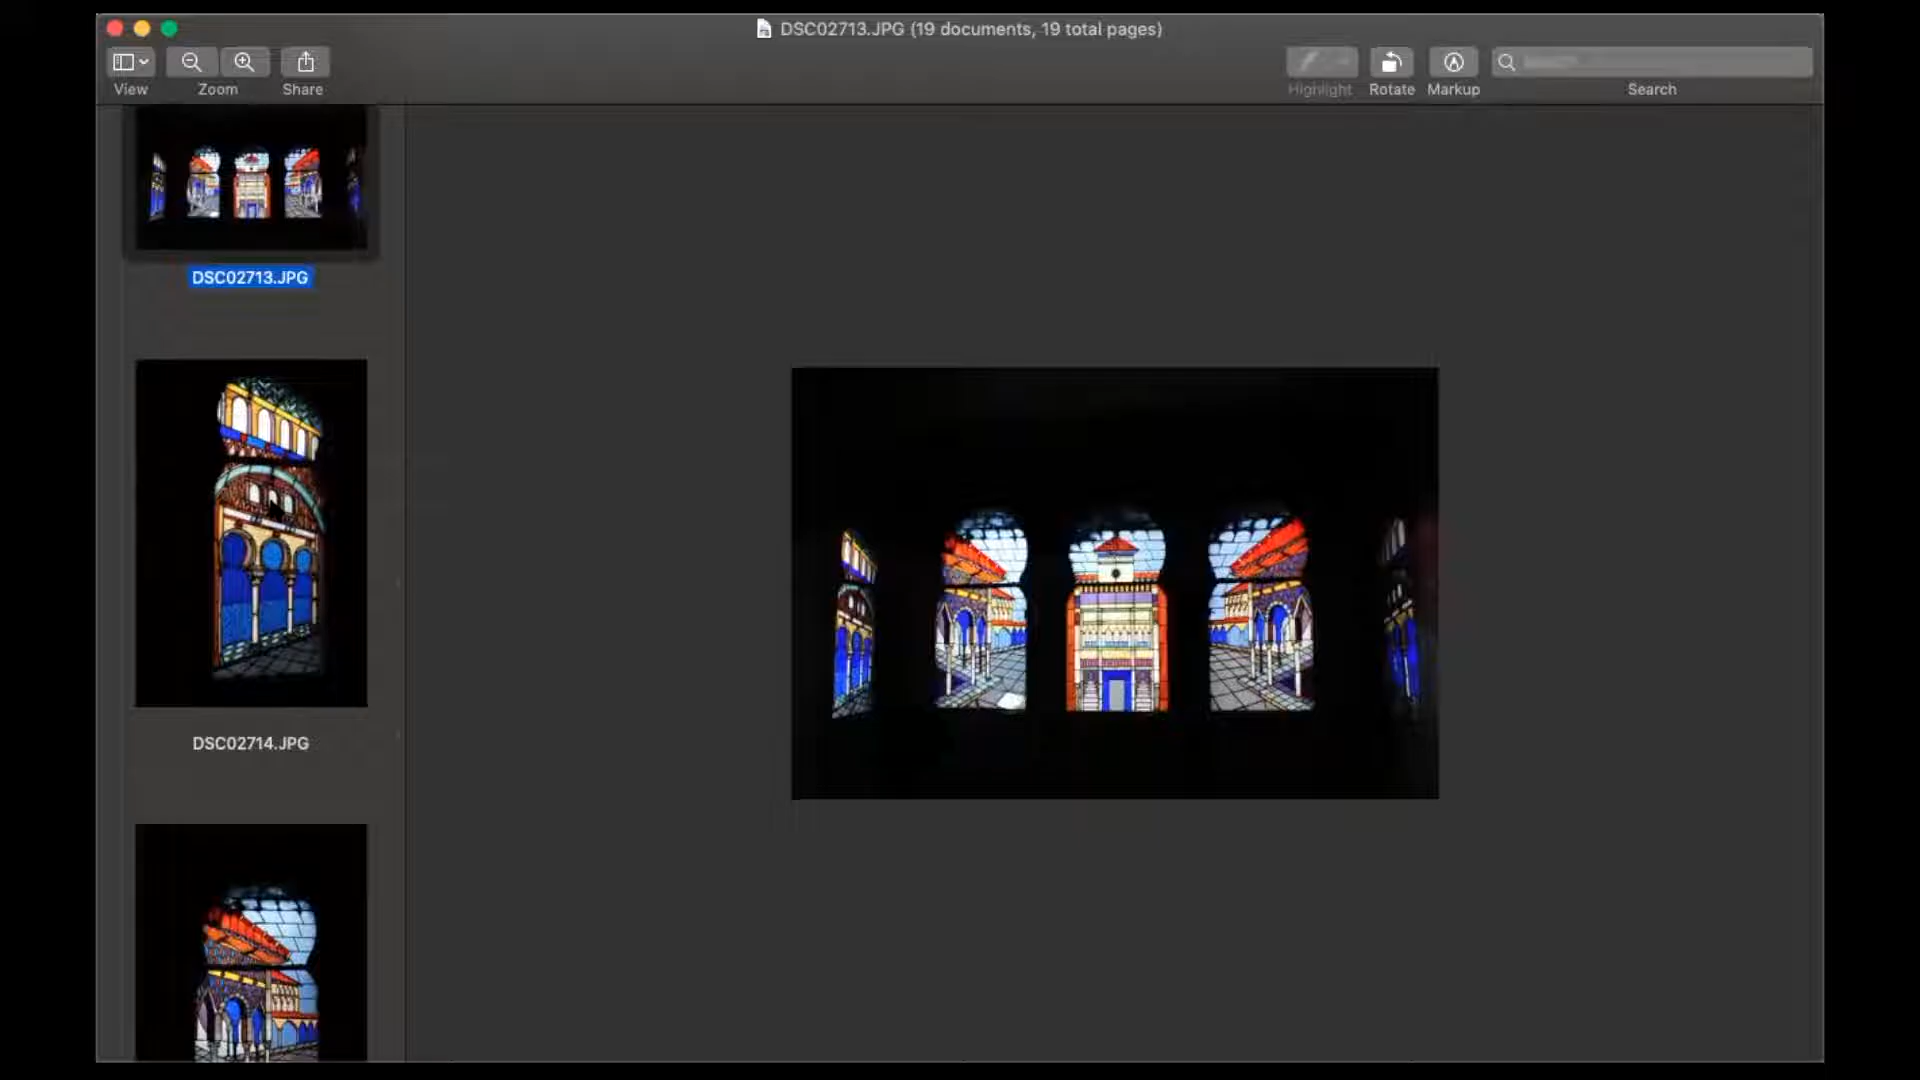 DSC02713.JPG (19 documents, 19 total pages)
View
Zoom
Share
Highlight
Rotate
Markup
Search
DSC02713.JPG
DSC02714.JPG